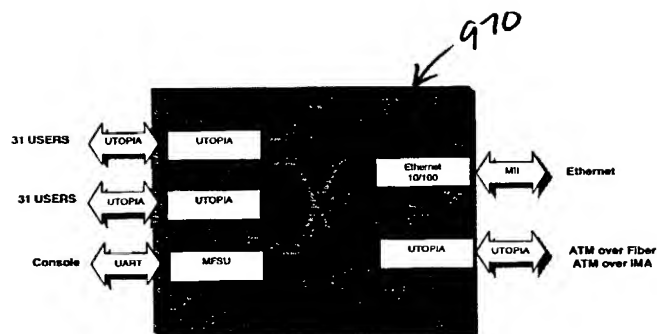 970
31 USERS
UTOPIA
UTOPIA
Ethernet
10/100
MII
Ethernet
31 USERS
UTOPIA
UTOPIA
Console
UART
MFSU
UTOPIA
UTOPIA
ATM over Fiber
ATM over IMA